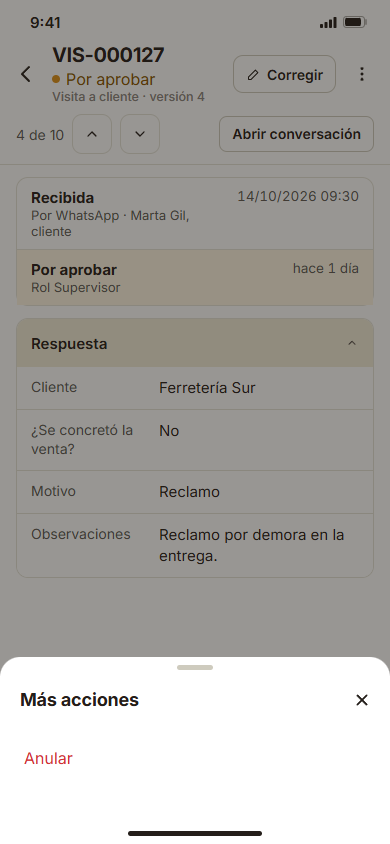 9:41
VIS-000127
Por aprobar
Visita a cliente · versión 4
Corregir
4 de 10
Abrir conversación
Recibida
14/10/2026 09:30
Por WhatsApp · Marta Gil,
cliente
Por aprobar
hace 1 día
Rol Supervisor
Respuesta
Cliente
Ferretería Sur
¿Se concretó la
venta?
No
Motivo
Reclamo
Observaciones
Reclamo por demora en la
entrega.
Más acciones
Anular